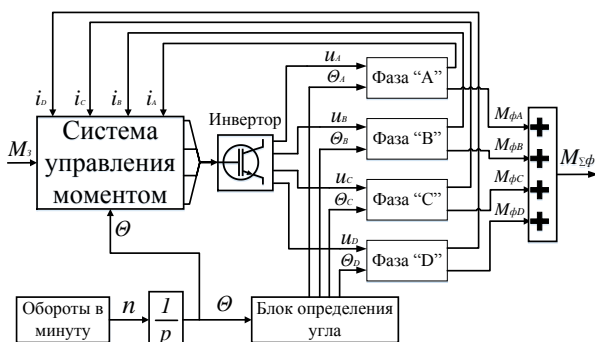 i_D
i_C
i_B
i_A
M_з
Система
управления
моментом
Инвертор
u_A
Θ_A
Фаза “А”
u_B
Θ_B
Фаза “В”
u_C
Θ_C
Фаза “С”
u_D
Θ_D
Фаза “D”
M_фA
M_фB
M_фC
M_фD
M_Σф
Θ
Обороты в
минуту
n
1
p
Θ
Блок определения
угла